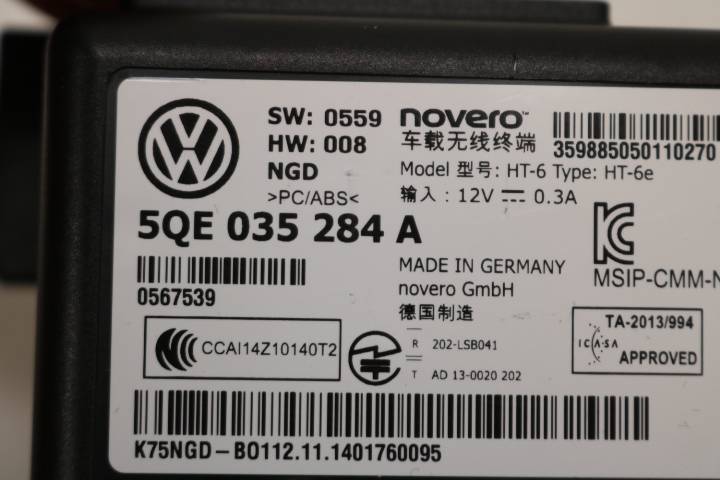 SW: 0559
HW: 008
NGD
>PC/ABS<
5QE 035 284 A
0567539
novero™
车载无线终端
359885050110270
Model 型号: HT-6 Type: HT-6e
输入：12V 0.3A
MADE IN GERMANY
novero GmbH
德国制造
MSIP-CMM-N
CCAI14Z10140T2
R 202-LSB041
T AD 13-0020 202
TA-2013/994
ICASA
APPROVED
K75NGD-BO112.11.1401760095